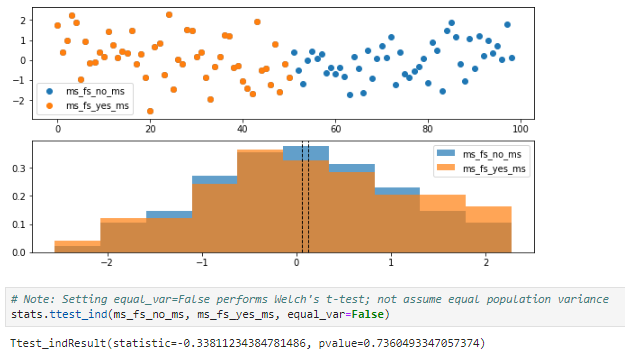 2
1
0
−1
−2
ms_fs_no_ms
ms_fs_yes_ms
0 20 40 60 80 100
0.3
0.2
0.1
0.0
ms_fs_no_ms
ms_fs_yes_ms
−2 −1 0 1 2
# Note: Setting equal_var=False performs Welch's t-test; not assume equal population variance
stats.ttest_ind(ms_fs_no_ms, ms_fs_yes_ms, equal_var=False)
Ttest_indResult(statistic=-0.33811234384781486, pvalue=0.7360493347057374)